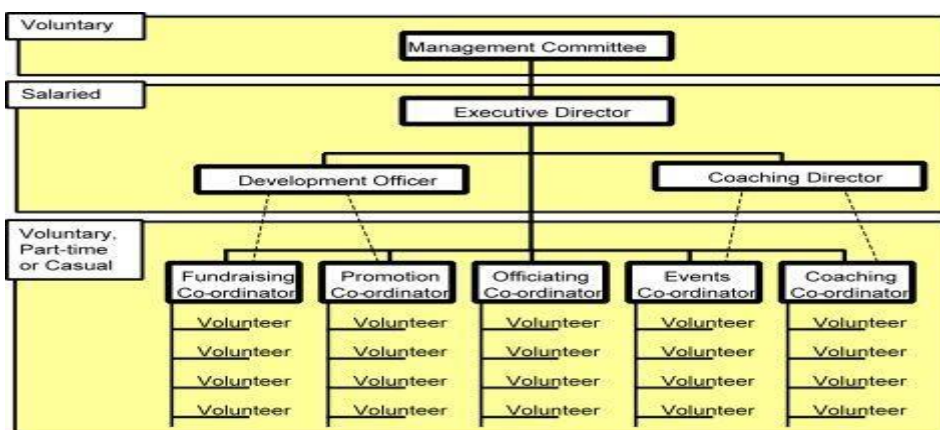 Voluntary
Management Committee
Salaried
Executive Director
Development Officer
Coaching Director
Voluntary,
Part-time
or Casual
Fundraising
Co-ordinator
Promotion
Co-ordinator
Officiating
Co-ordinator
Events
Co-ordinator
Coaching
Co-ordinator
Volunteer Volunteer Volunteer Volunteer Volunteer
Volunteer Volunteer Volunteer Volunteer Volunteer
Volunteer Volunteer Volunteer Volunteer Volunteer
Volunteer Volunteer Volunteer Volunteer Volunteer